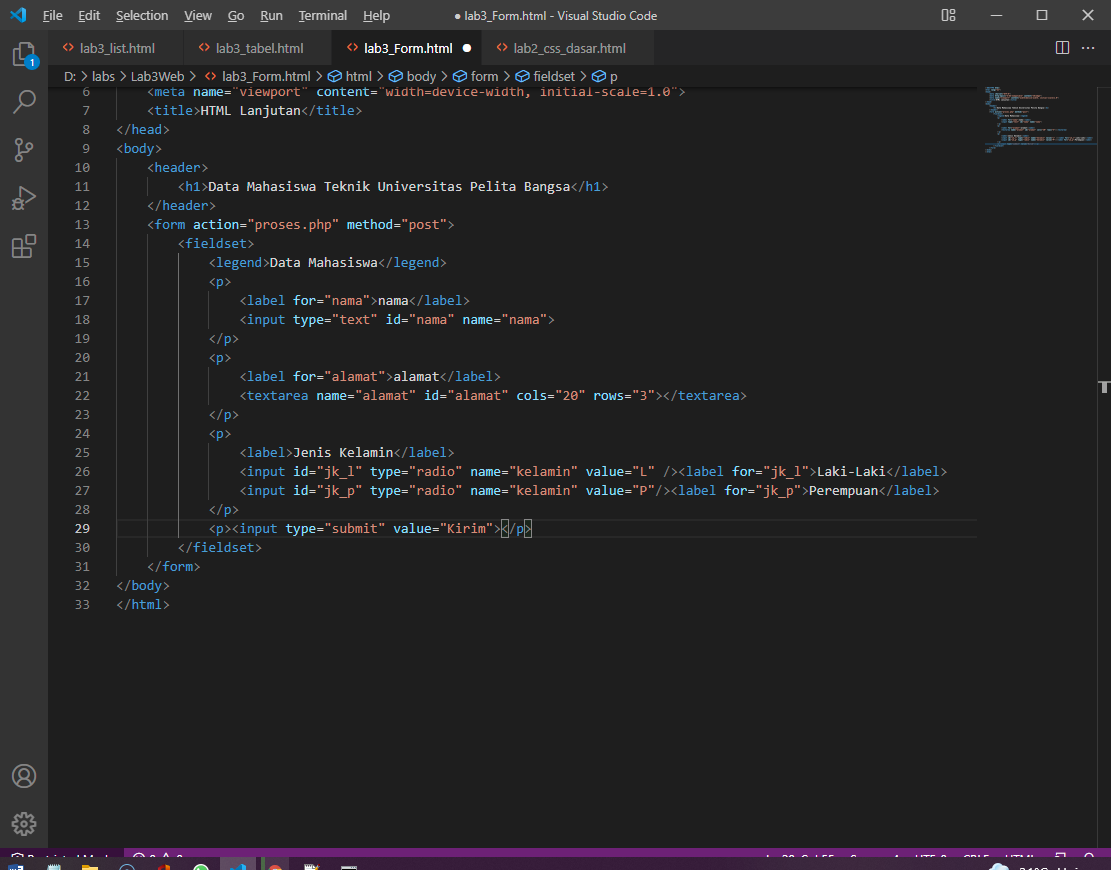 File Edit Selection View Go Run Terminal Help ● lab3_Form.html - Visual Studio Code
lab3_list.html lab3_tabel.html lab3_Form.html ● lab2_css_dasar.html
D: > labs > Lab3Web > lab3_Form.html > html > body > form > fieldset > p
1
6 <meta name="viewport" content="width=device-width, initial-scale=1.0">
7 <title>HTML Lanjutan</title>
8 </head>
9 <body>
10 <header>
11 <h1>Data Mahasiswa Teknik Universitas Pelita Bangsa</h1>
12 </header>
13 <form action="proses.php" method="post">
14 <fieldset>
15 <legend>Data Mahasiswa</legend>
16 <p>
17 <label for="nama">nama</label>
18 <input type="text" id="nama" name="nama">
19 </p>
20 <p>
21 <label for="alamat">alamat</label>
22 <textarea name="alamat" id="alamat" cols="20" rows="3"></textarea>
23 </p>
24 <p>
25 <label>Jenis Kelamin</label>
26 <input id="jk_l" type="radio" name="kelamin" value="L" /><label for="jk_l">Laki-Laki</label>
27 <input id="jk_p" type="radio" name="kelamin" value="P"/><label for="jk_p">Perempuan</label>
28 </p>
29 <p><input type="submit" value="Kirim"></p>
30 </fieldset>
31 </form>
32 </body>
33 </html>